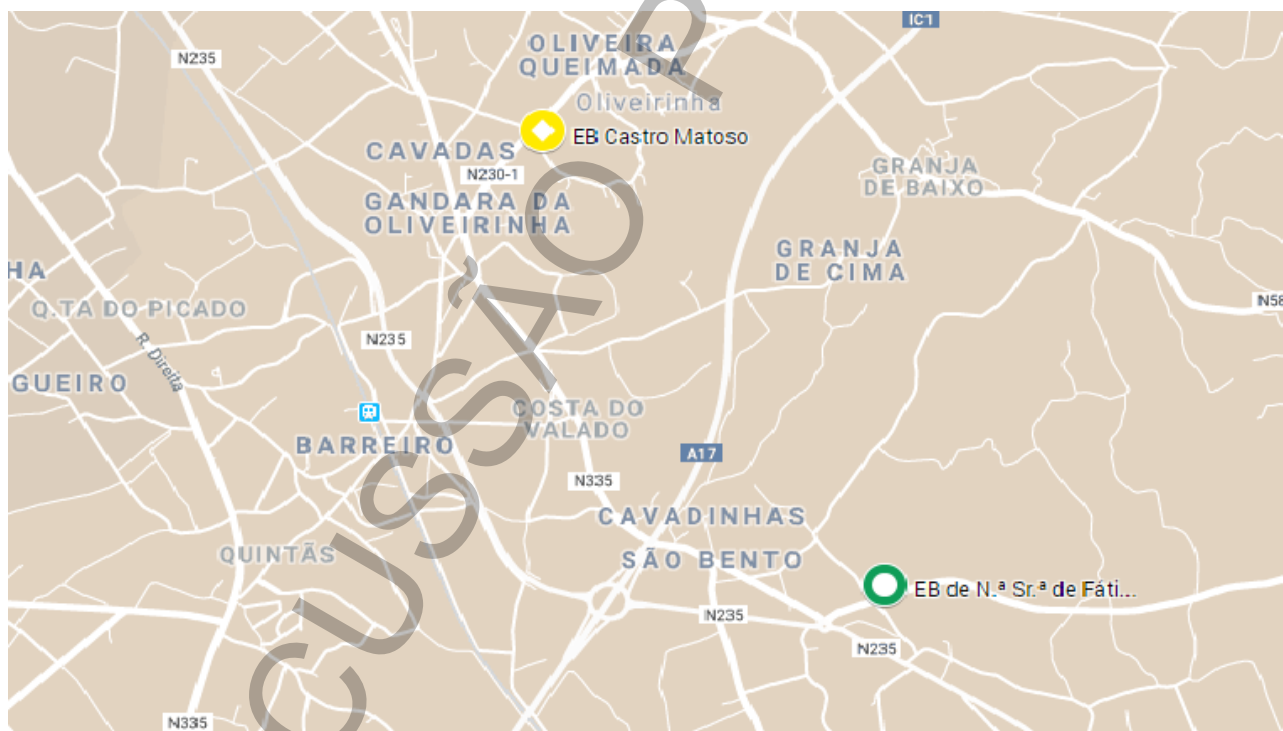 IC1
N235
OLIVEIRA
QUEIMADA
Oliveirinha
EB Castro Matoso
CAVADAS
N230-1
GRANJA
DE BAIXO
GANDARA DA
OLIVEIRINHA
GRANJA
DE CIMA
HA
Q.TA DO PICADO
N58
R. Direita
N235
GUEIRO
COSTA DO
VALADO
BARREIRO
A17
N335
CAVADINHAS
QUINTÃS
SÃO BENTO
EB de N.ª Sr.ª de Fáti...
N235
N235
N335
CUSSÃO P